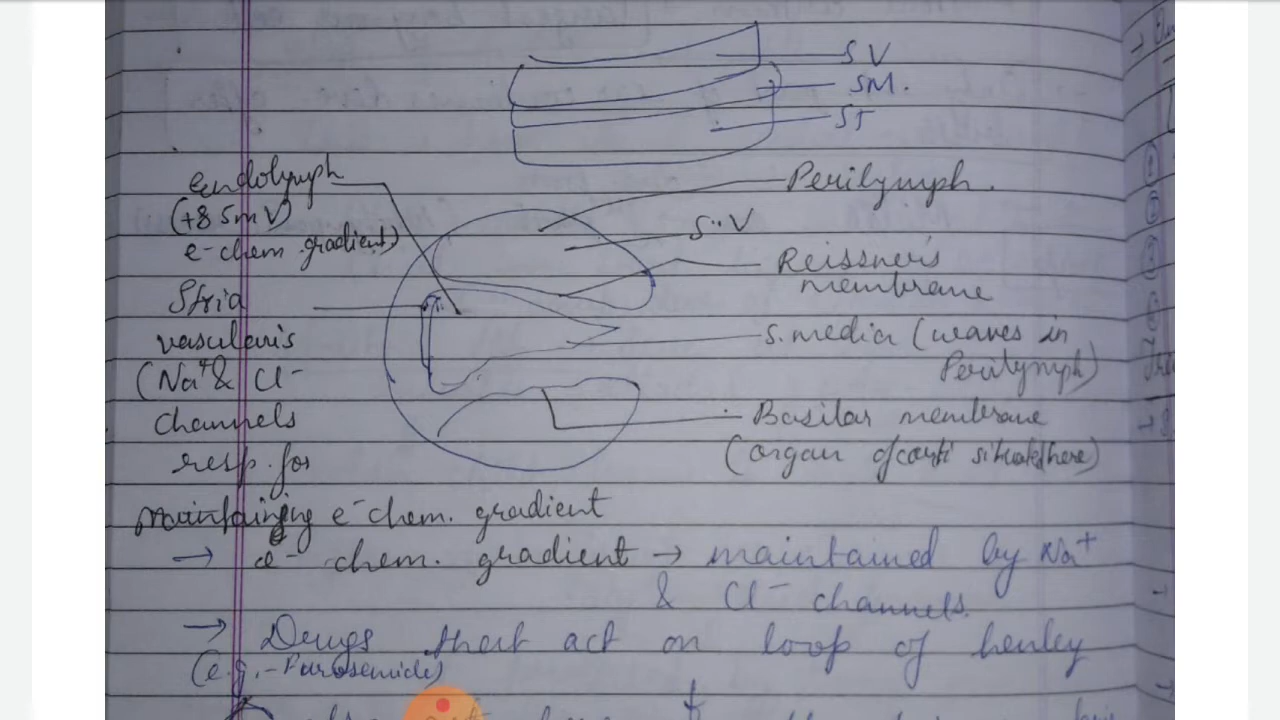 SV
SM.
ST
Endolymph
(+85mV)
e-chem gradient)
Perilymph.
S.V
Reissner's
membrane
Stria
vascularis
(Na⁺ & Cl⁻
channels
resp. for
maintaining e⁻chem. gradient
s.media (waves in
Perilymph)
Basilar membrane
(organ of corti situated here)
→ e⁻ chem. gradient → maintained by Na⁺
& Cl⁻ channels.
→ Drugs that act on loop of henley
(e.g.-Furosemide)